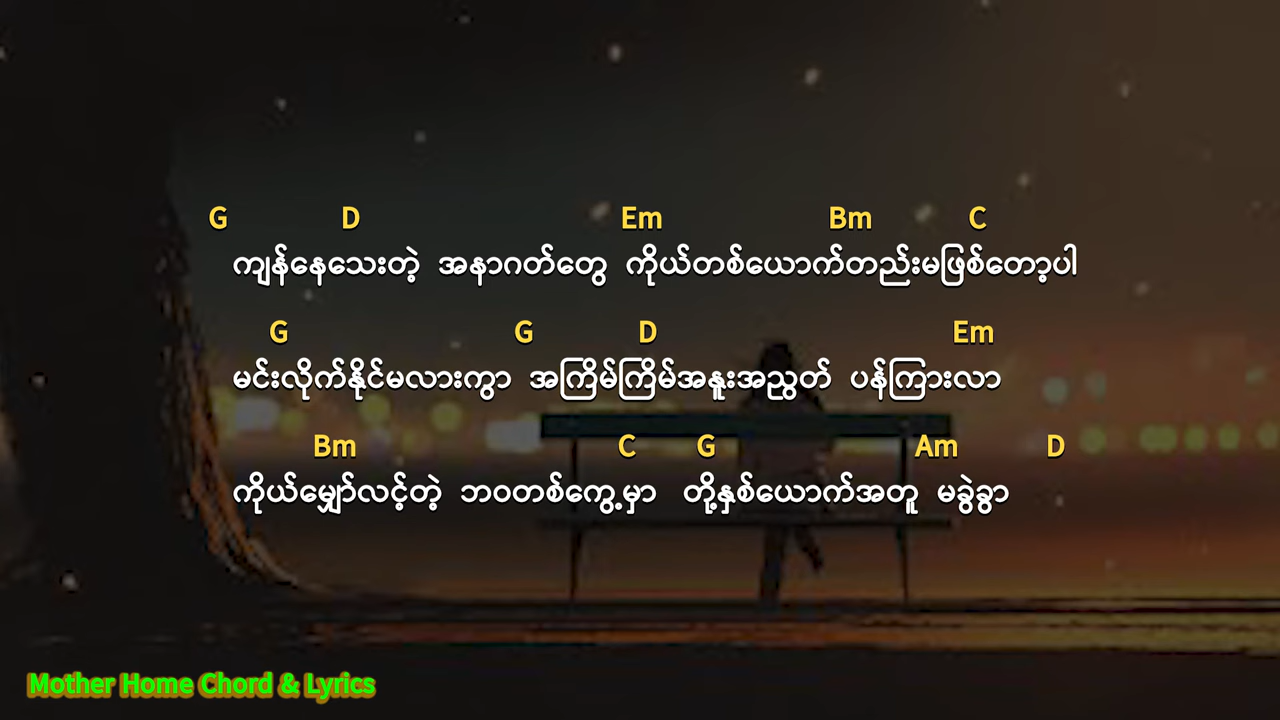 G D Em Bm C
ကျန်နေသေးတဲ့ အနာဂတ်တွေ ကိုယ်တစ်ယောက်တည်းမဖြစ်တော့ပါ
G G D Em
မင်းလိုက်နိုင်မလားကွာ အကြိမ်ကြိမ်အနူးအညွတ် ပန်ကြားလာ
Bm C G Am D
ကိုယ်မျှော်လင့်တဲ့ ဘဝတစ်ကွေ့မှာ တို့နှစ်ယောက်အတူ မခွဲခွာ
Mother Home Chord & Lyrics